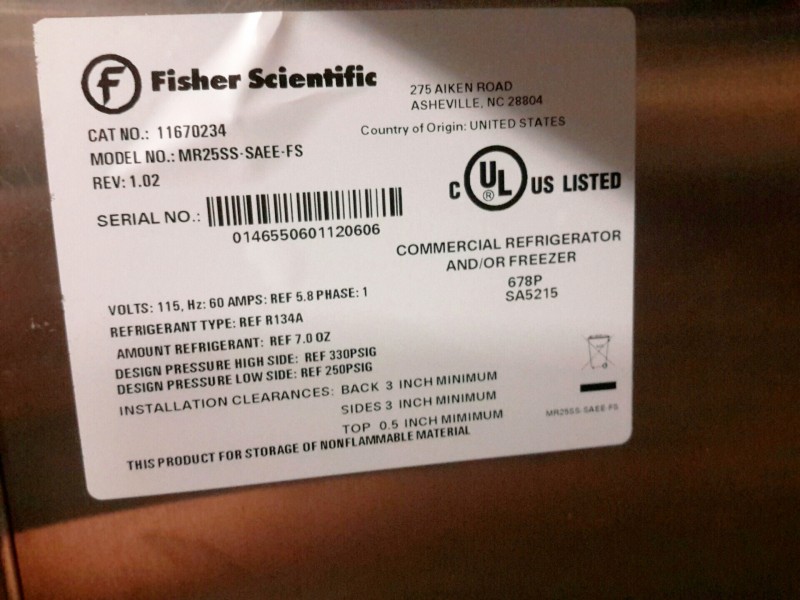 Fisher Scientific
275 AIKEN ROAD
ASHEVILLE, NC 28804
Country of Origin: UNITED STATES
CAT NO.: 11670234
MODEL NO.: MR25SS-SAEE-FS
REV: 1.02
SERIAL NO.:
0146550601120606
C UL ® US LISTED
COMMERCIAL REFRIGERATOR
AND/OR FREEZER
678P
SA5215
VOLTS: 115, Hz: 60 AMPS: REF 5.8 PHASE: 1
REFRIGERANT TYPE: REF R134A
AMOUNT REFRIGERANT: REF 7.0 OZ
DESIGN PRESSURE HIGH SIDE: REF 330PSIG
DESIGN PRESSURE LOW SIDE: REF 250PSIG
INSTALLATION CLEARANCES: BACK 3 INCH MINIMUM
SIDES 3 INCH MINIMUM
TOP 0.5 INCH MIMIMUM
THIS PRODUCT FOR STORAGE OF NONFLAMMABLE MATERIAL
MR25SS-SAEE-FS